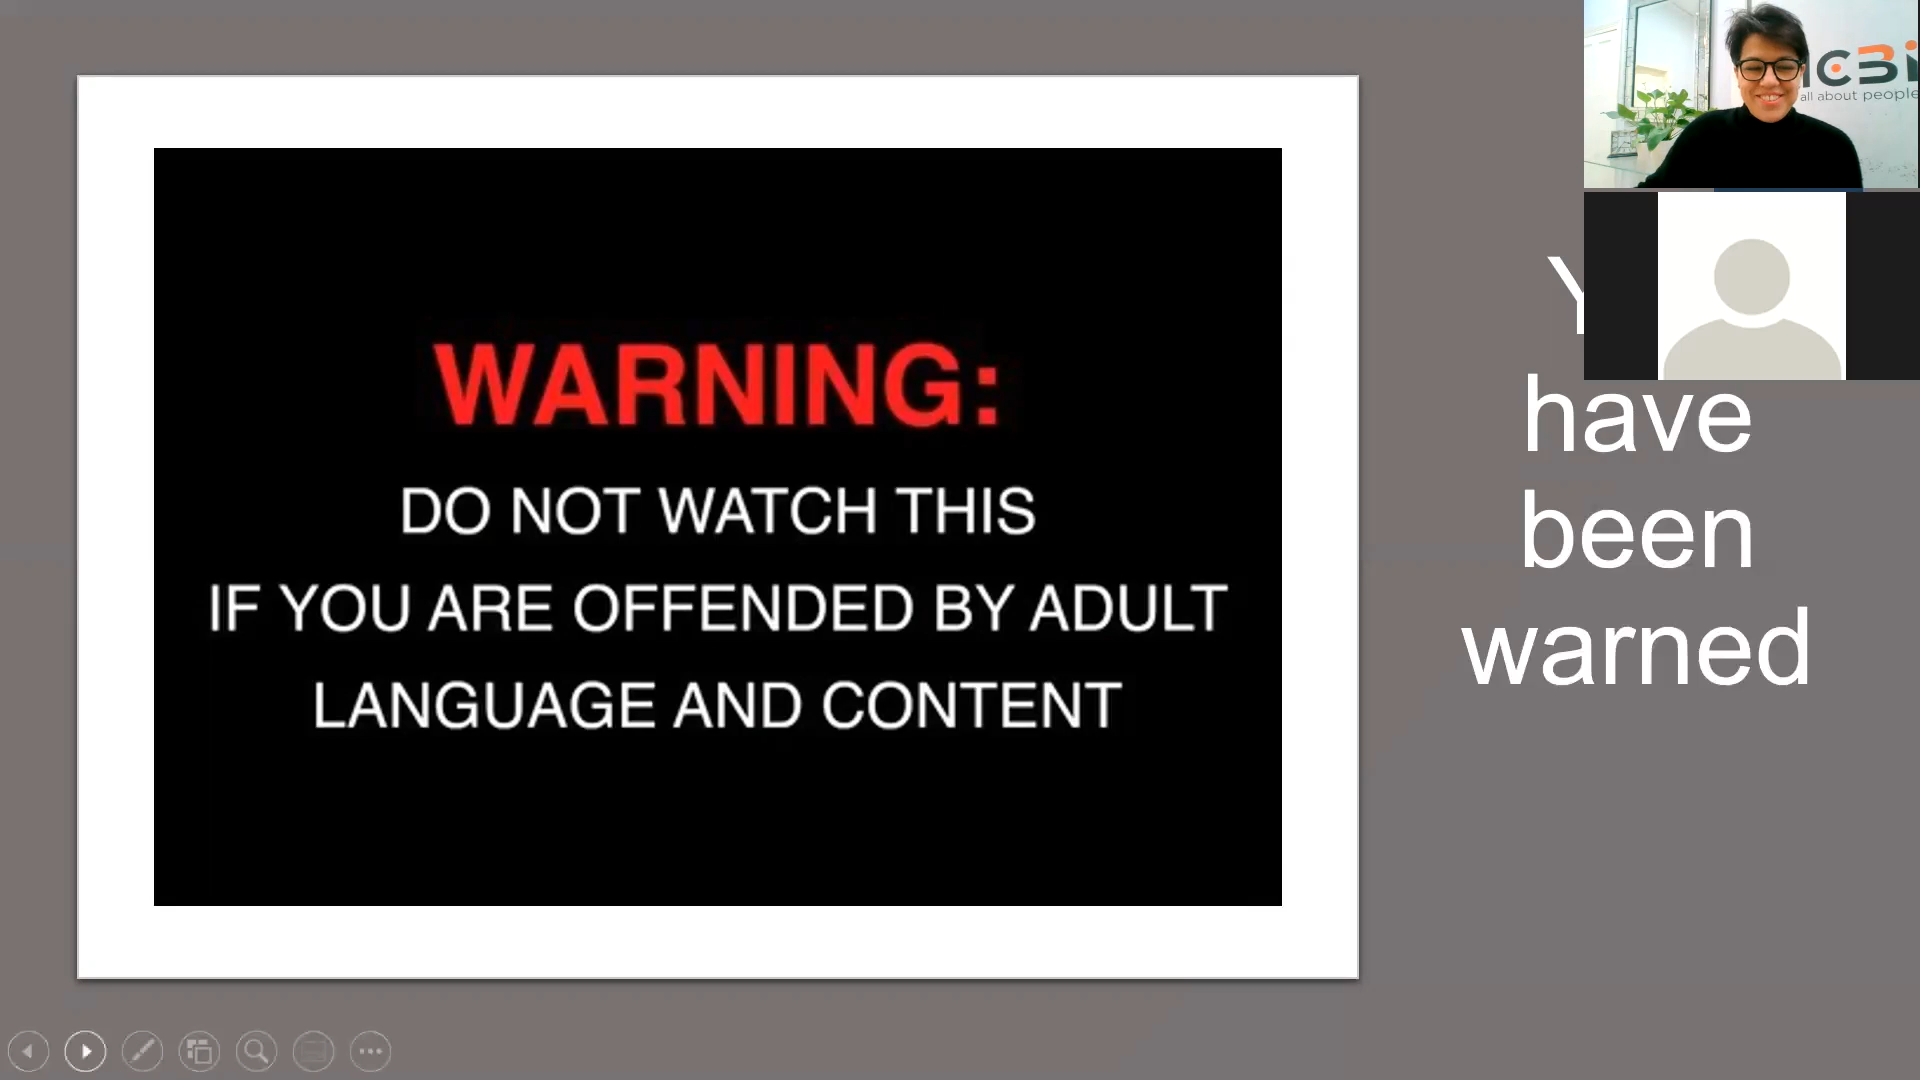 WARNING:
DO NOT WATCH THIS
IF YOU ARE OFFENDED BY ADULT
LANGUAGE AND CONTENT
have
been
warned
all about people